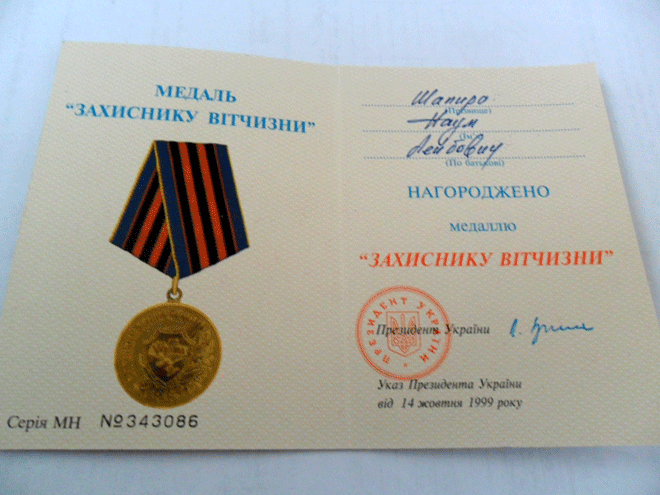 МЕДАЛЬ
“ЗАХИСНИКУ ВІТЧИЗНИ”
Серія МН №343086
Шапиро
(Прізвище)
Наум
(Ім'я)
Лейбович
(По батькові)
НАГОРОДЖЕНО
медаллю
“ЗАХИСНИКУ ВІТЧИЗНИ”
ПРЕЗИДЕНТ УКРАЇНИ
Президент України
Указ Президента України
від 14 жовтня 1999 року